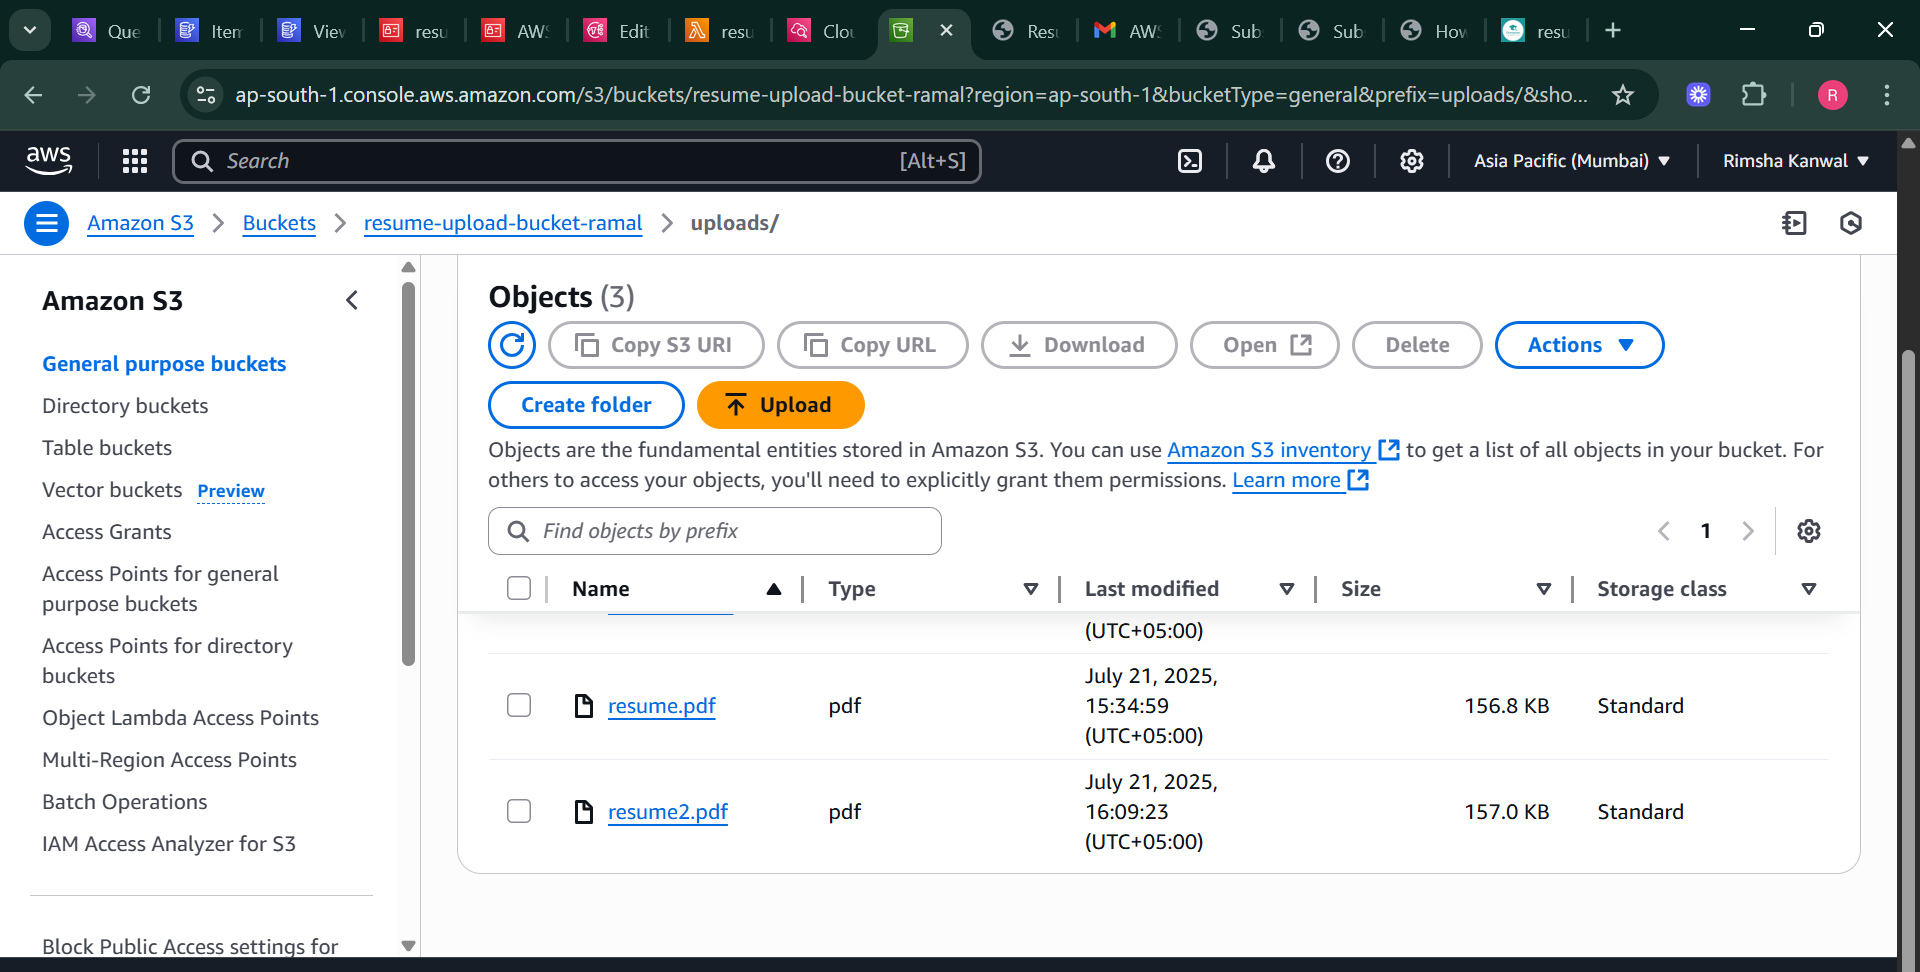 Que
Iten
View
resu
AWS
Edit
resu
Clou
Resu
AWS
Sub
Sub
How
resu
ap-south-1.console.aws.amazon.com/s3/buckets/resume-upload-bucket-ramal?region=ap-south-1&bucketType=general&prefix=uploads/&sho...
R
aws
Search
[Alt+S]
Asia Pacific (Mumbai)
Rimsha Kanwal
Amazon S3
Buckets
resume-upload-bucket-ramal
uploads/
Amazon S3
General purpose buckets
Directory buckets
Table buckets
Vector buckets Preview
Access Grants
Access Points for general
purpose buckets
Access Points for directory
buckets
Object Lambda Access Points
Multi-Region Access Points
Batch Operations
IAM Access Analyzer for S3
Block Public Access settings for
Objects (3)
Copy S3 URI
Copy URL
Download
Open
Delete
Actions
Create folder
Upload
Objects are the fundamental entities stored in Amazon S3. You can use Amazon S3 inventory to get a list of all objects in your bucket. For
others to access your objects, you'll need to explicitly grant them permissions. Learn more
Find objects by prefix
1
Name
Type
Last modified
Size
Storage class
(UTC+05:00)
resume.pdf
pdf
July 21, 2025,
15:34:59
(UTC+05:00)
156.8 KB
Standard
resume2.pdf
pdf
July 21, 2025,
16:09:23
(UTC+05:00)
157.0 KB
Standard